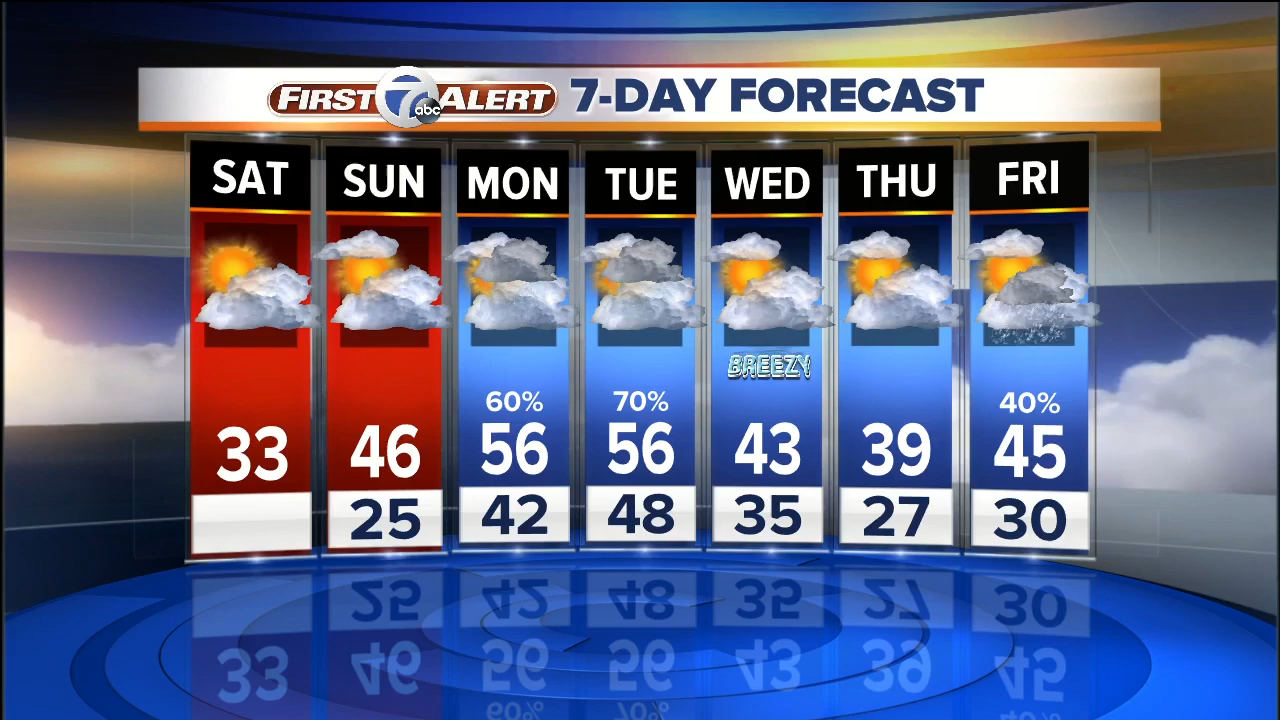 FIRST 7 abc ALERT 7-DAY FORECAST
SAT SUN MON TUE WED THU FRI
BREEZY
60% 70% 40%
33 46 56 56 43 39 45
25 42 48 35 27 30